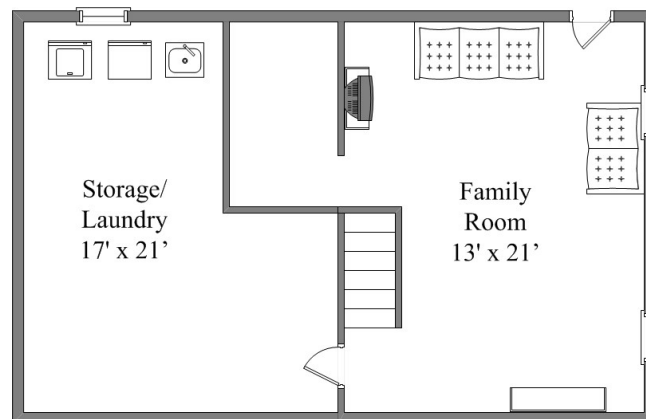 Storage/
Laundry
17' x 21’
Family
Room
13' x 21’